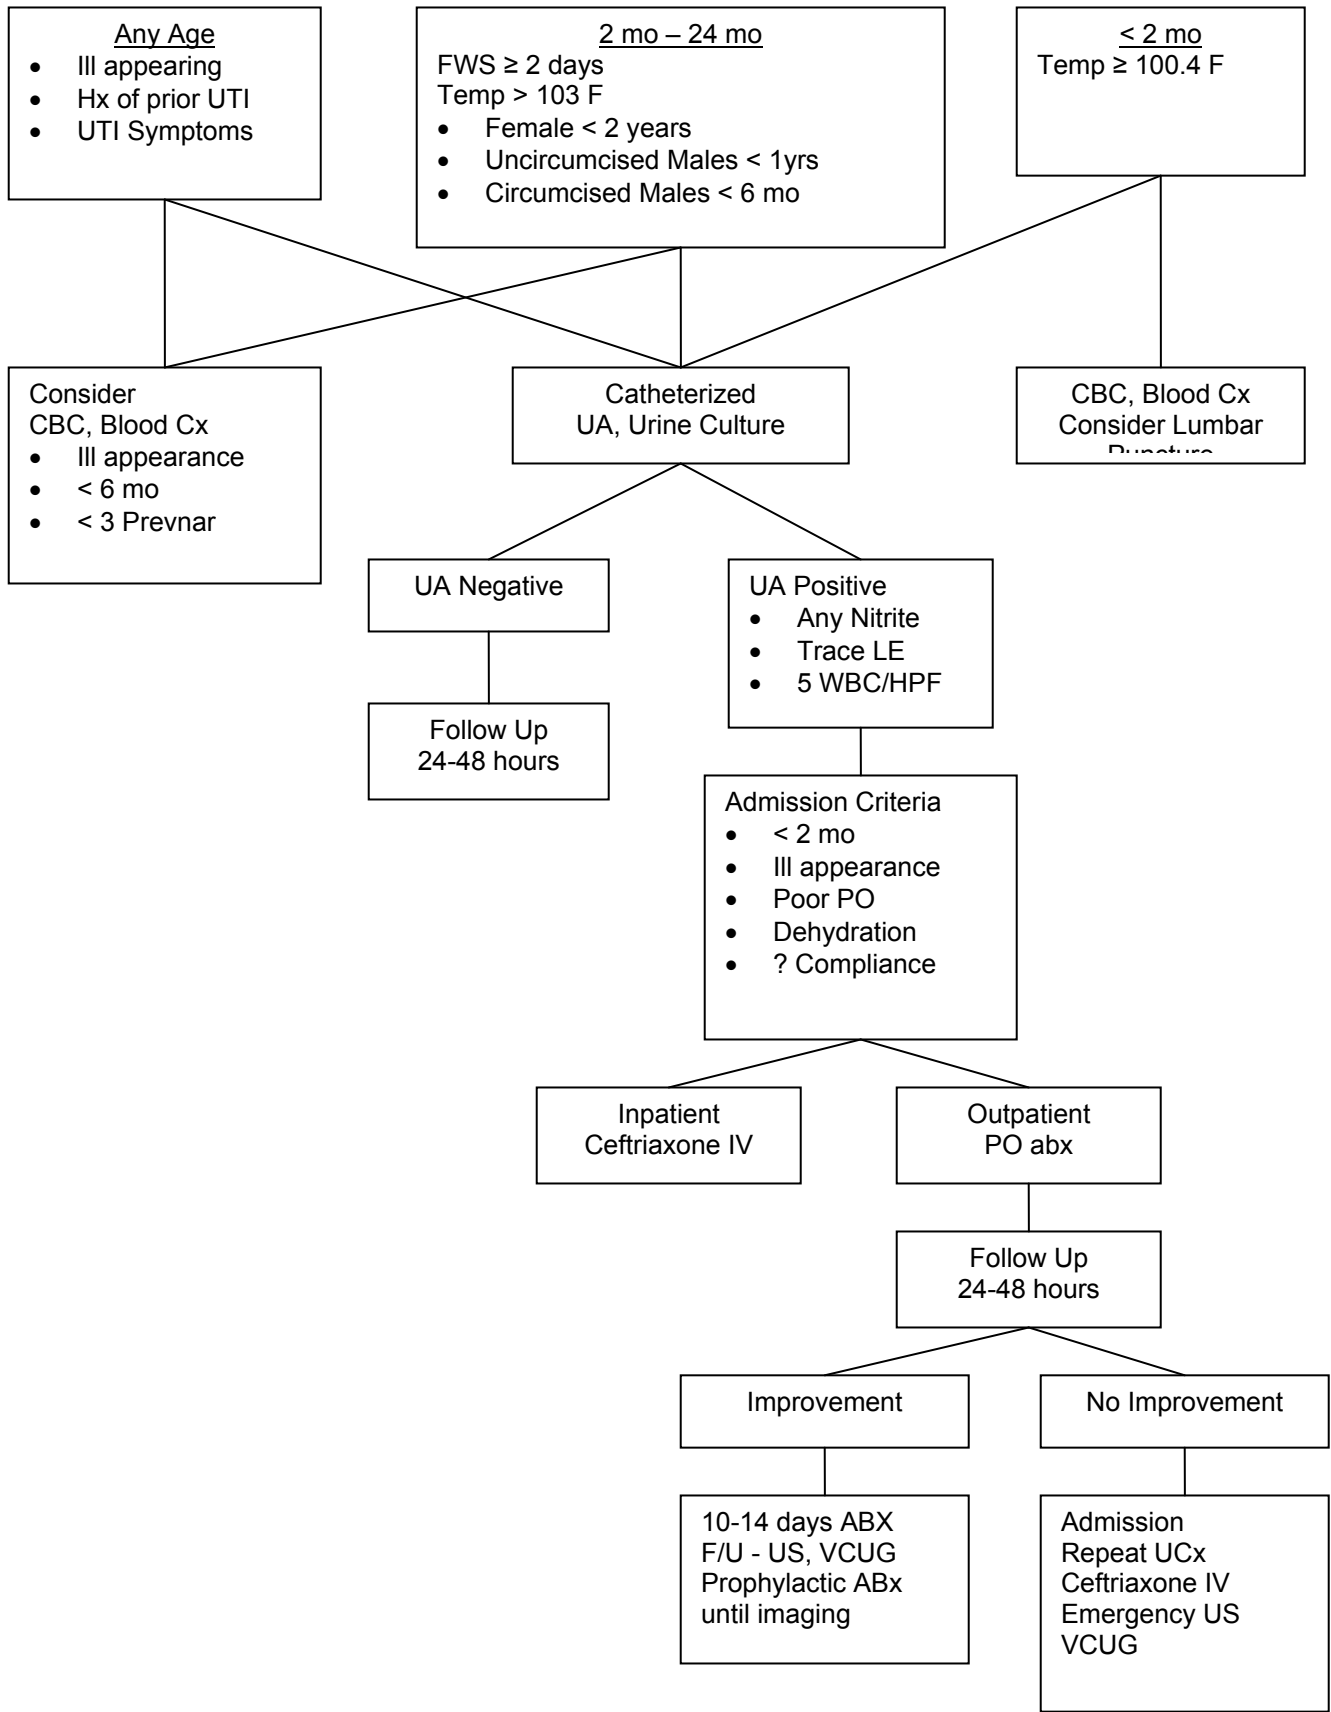 Any Age
• Ill appearing
• Hx of prior UTI
• UTI Symptoms
2 mo – 24 mo
FWS ≥ 2 days
Temp > 103 F
• Female < 2 years
• Uncircumcised Males < 1yrs
• Circumcised Males < 6 mo
< 2 mo
Temp ≥ 100.4 F
Consider
CBC, Blood Cx
• Ill appearance
• < 6 mo
• < 3 Prevnar
Catheterized
UA, Urine Culture
CBC, Blood Cx
Consider Lumbar
Puncture
UA Negative
UA Positive
• Any Nitrite
• Trace LE
• 5 WBC/HPF
Follow Up
24-48 hours
Admission Criteria
• < 2 mo
• Ill appearance
• Poor PO
• Dehydration
• ? Compliance
Inpatient
Ceftriaxone IV
Outpatient
PO abx
Follow Up
24-48 hours
Improvement
No Improvement
10-14 days ABX
F/U - US, VCUG
Prophylactic ABx
until imaging
Admission
Repeat UCx
Ceftriaxone IV
Emergency US
VCUG